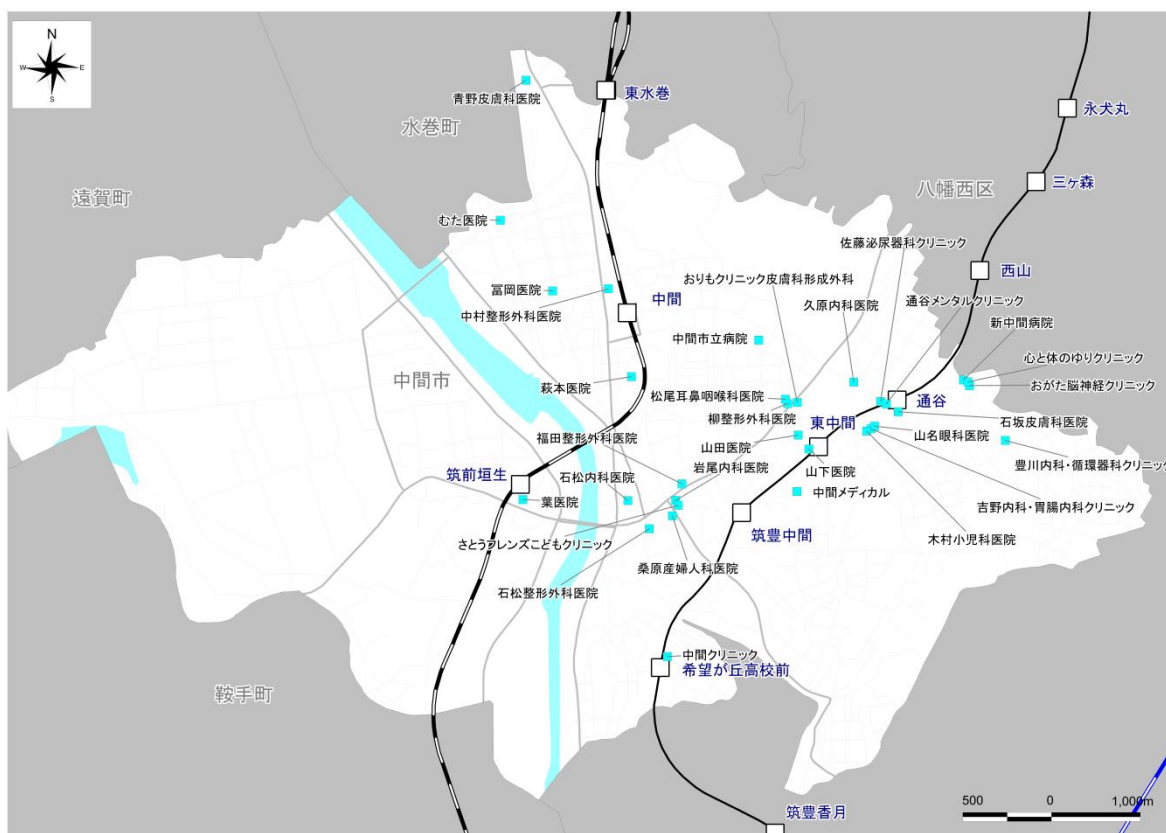 N
W
E
S
青野皮膚科医院
東水巻
永犬丸
水巻町
三ヶ森
八幡西区
遠賀町
むた医院
佐藤泌尿器科クリニック
西山
おりもクリニック皮膚科形成外科
通谷メンタルクリニック
冨岡医院
久原内科医院
中村整形外科医院
中間
新中間病院
中間市立病院
心と体のゆりクリニック
中間市
萩本医院
おがた脳神経クリニック
松尾耳鼻咽喉科医院
通谷
柳整形外科医院
東中間
石坂皮膚科医院
福田整形外科医院
山田医院
山名眼科医院
岩尾内科医院
豊川内科・循環器科クリニック
筑前垣生
石松内科医院
山下医院
葉医院
中間メディカル
吉野内科・胃腸内科クリニック
筑豊中間
木村小児科医院
さとうフレンズこどもクリニック
桑原産婦人科医院
石松整形外科医院
中間クリニック
希望が丘高校前
鞍手町
筑豊香月
500 0 1,000m